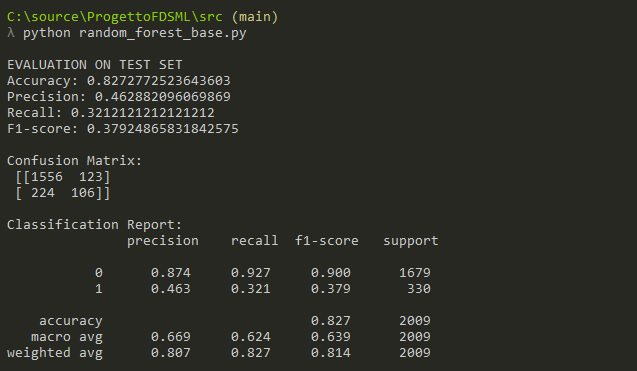 C:\source\ProgettoFDSML\src (main)
λ python random_forest_base.py
EVALUATION ON TEST SET
Accuracy: 0.8272772523643603
Precision: 0.462882096069869
Recall: 0.3212121212121212
F1-score: 0.37924865831842575
Confusion Matrix:
[[1556 123]
[ 224 106]]
Classification Report:
precision recall f1-score support
0 0.874 0.927 0.900 1679
1 0.463 0.321 0.379 330
accuracy 0.827 2009
macro avg 0.669 0.624 0.639 2009
weighted avg 0.807 0.827 0.814 2009